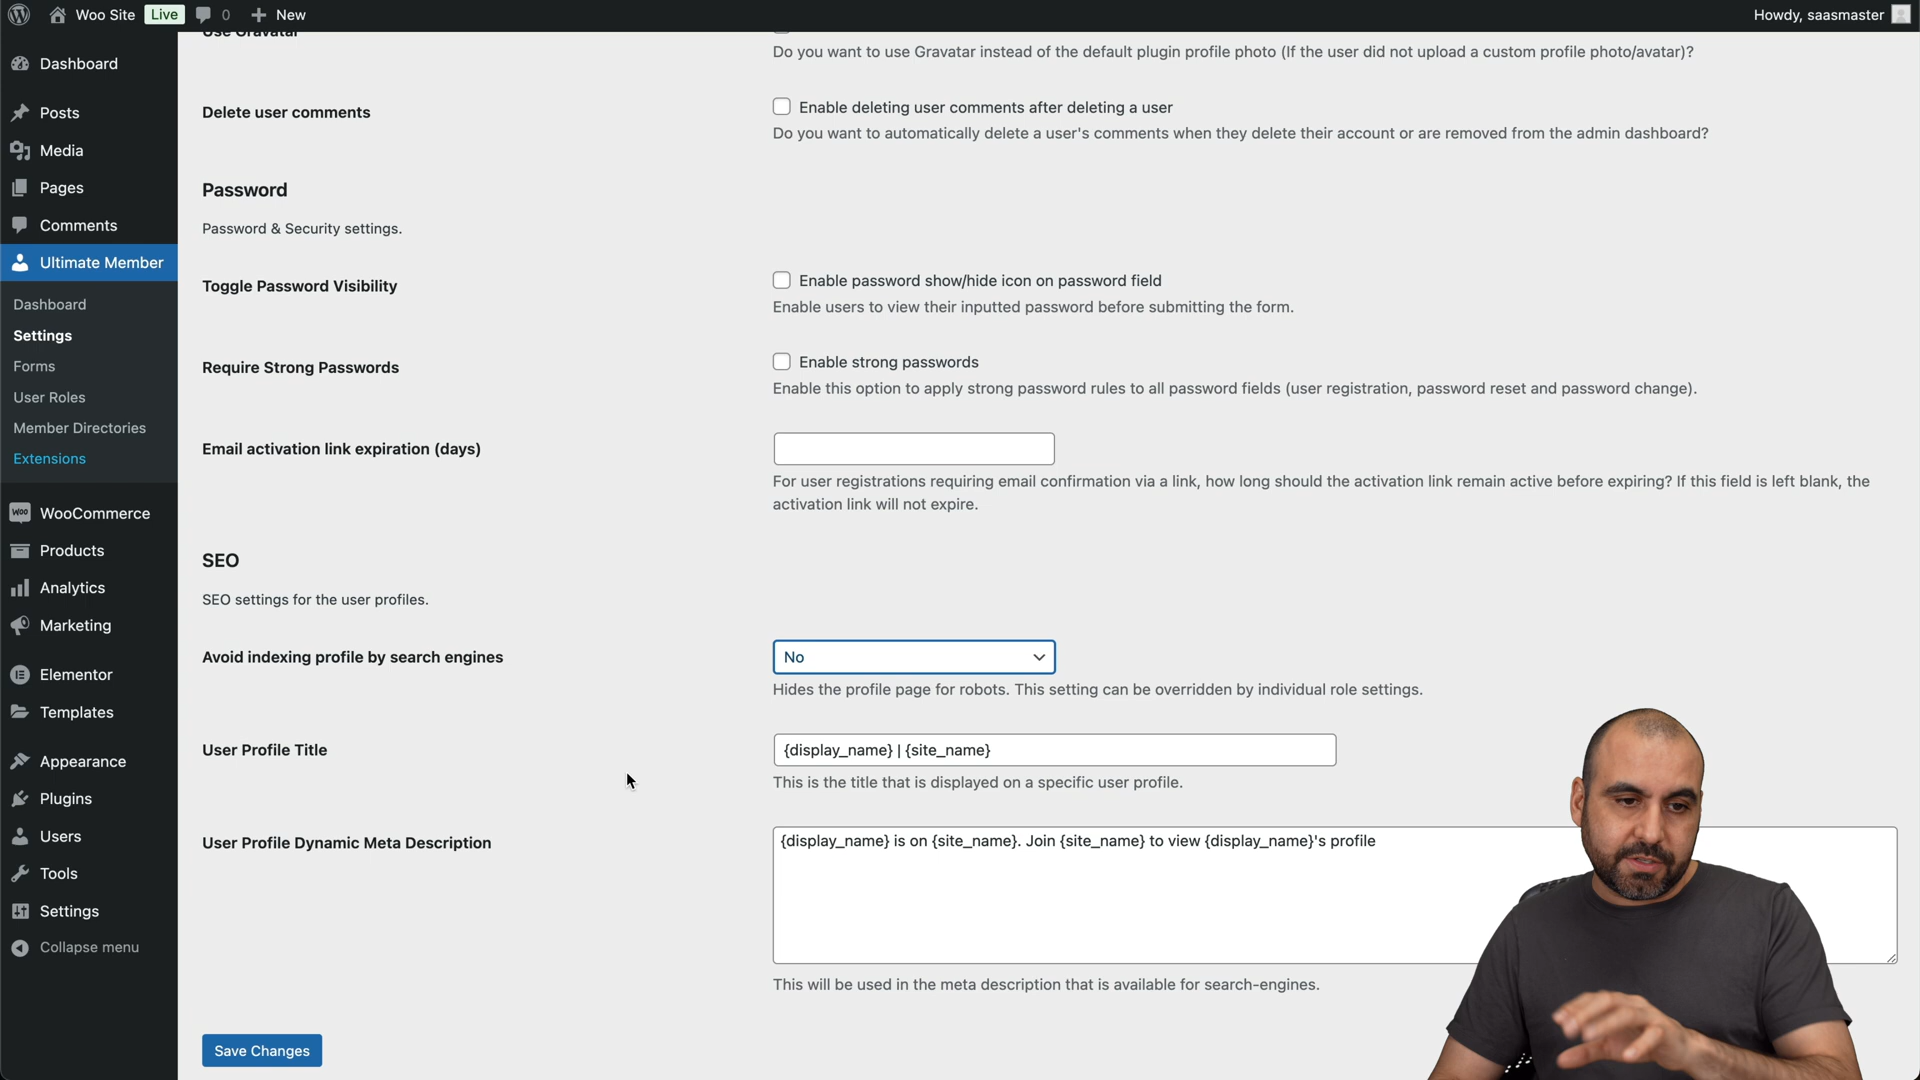 Woo Site Live 0 New
Howdy, saasmaster
Dashboard
Posts
Media
Pages
Comments
Ultimate Member
Dashboard
Settings
Forms
User Roles
Member Directories
Extensions
WOO WooCommerce
Products
Analytics
Marketing
Elementor
Templates
Appearance
Plugins
Users
Tools
Settings
Collapse menu
Use Gravatar
Do you want to use Gravatar instead of the default plugin profile photo (If the user did not upload a custom profile photo/avatar)?
Delete user comments
Enable deleting user comments after deleting a user
Do you want to automatically delete a user's comments when they delete their account or are removed from the admin dashboard?
Password
Password & Security settings.
Toggle Password Visibility
Enable password show/hide icon on password field
Enable users to view their inputted password before submitting the form.
Require Strong Passwords
Enable strong passwords
Enable this option to apply strong password rules to all password fields (user registration, password reset and password change).
Email activation link expiration (days)
For user registrations requiring email confirmation via a link, how long should the activation link remain active before expiring? If this field is left blank, the
activation link will not expire.
SEO
SEO settings for the user profiles.
Avoid indexing profile by search engines
No
Hides the profile page for robots. This setting can be overridden by individual role settings.
User Profile Title
{display_name} | {site_name}
This is the title that is displayed on a specific user profile.
User Profile Dynamic Meta Description
{display_name} is on {site_name}. Join {site_name} to view {display_name}'s profile
This will be used in the meta description that is available for search-engines.
Save Changes